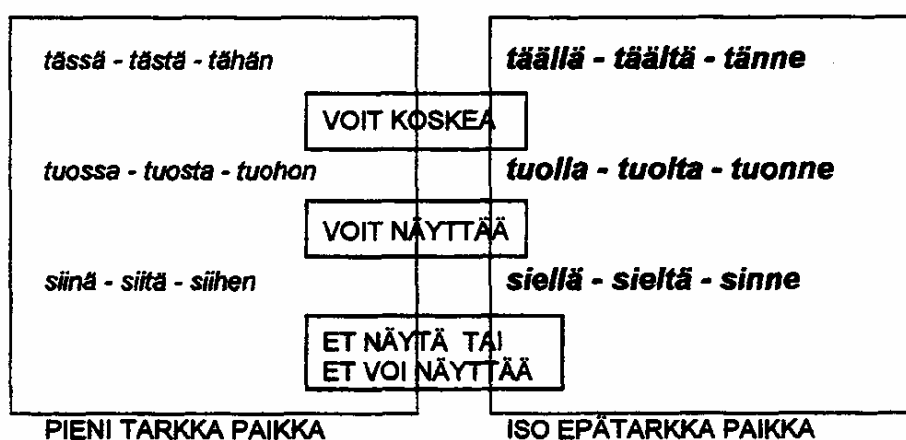 tässä - tästä - tähän
täällä - täältä - tänne
VOIT KOSKEA
tuossa - tuosta - tuohon
tuolla - tuolta - tuonne
VOIT NÄYTTÄÄ
siinä - siitä - siihen
siellä - sieltä - sinne
ET NÄYTÄ TAI
ET VOI NÄYTTÄÄ
PIENI TARKKA PAIKKA
ISO EPÄTARKKA PAIKKA